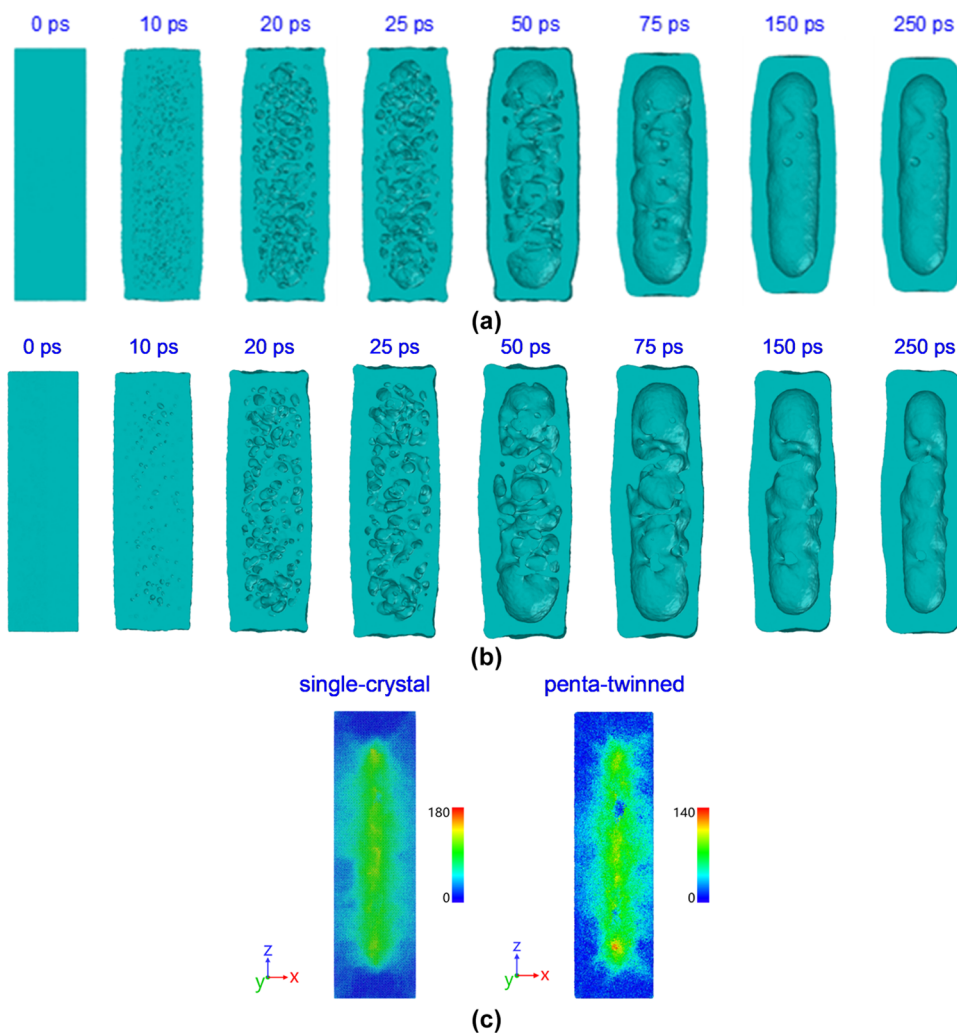 0 ps 10 ps 20 ps 25 ps 50 ps 75 ps 150 ps 250 ps
(a)
0 ps 10 ps 20 ps 25 ps 50 ps 75 ps 150 ps 250 ps
(b)
single-crystal penta-twinned
180 140
0 0
z z
y x y x
(c)